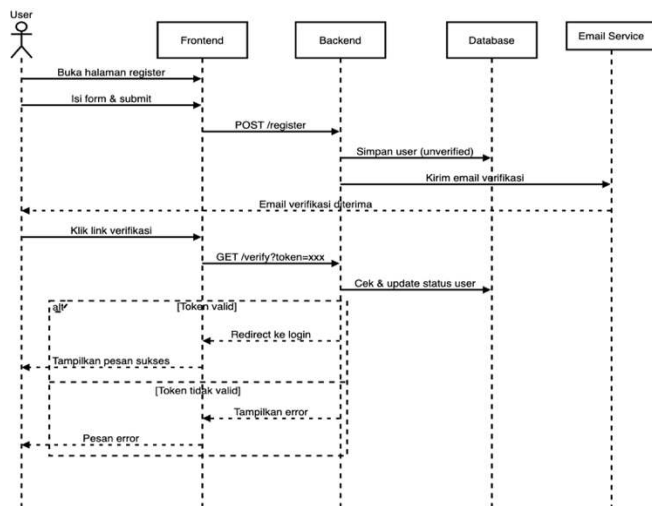 User
Frontend
Backend
Database
Email Service
Buka halaman register
Isi form & submit
POST /register
Simpan user (unverified)
Kirim email verifikasi
Email verifikasi diterima
Klik link verifikasi
GET /verify?token=xxx
Cek & update status user
alt
[Token valid]
Redirect ke login
Tampilkan pesan sukses
[Token tidak valid]
Tampilkan error
Pesan error